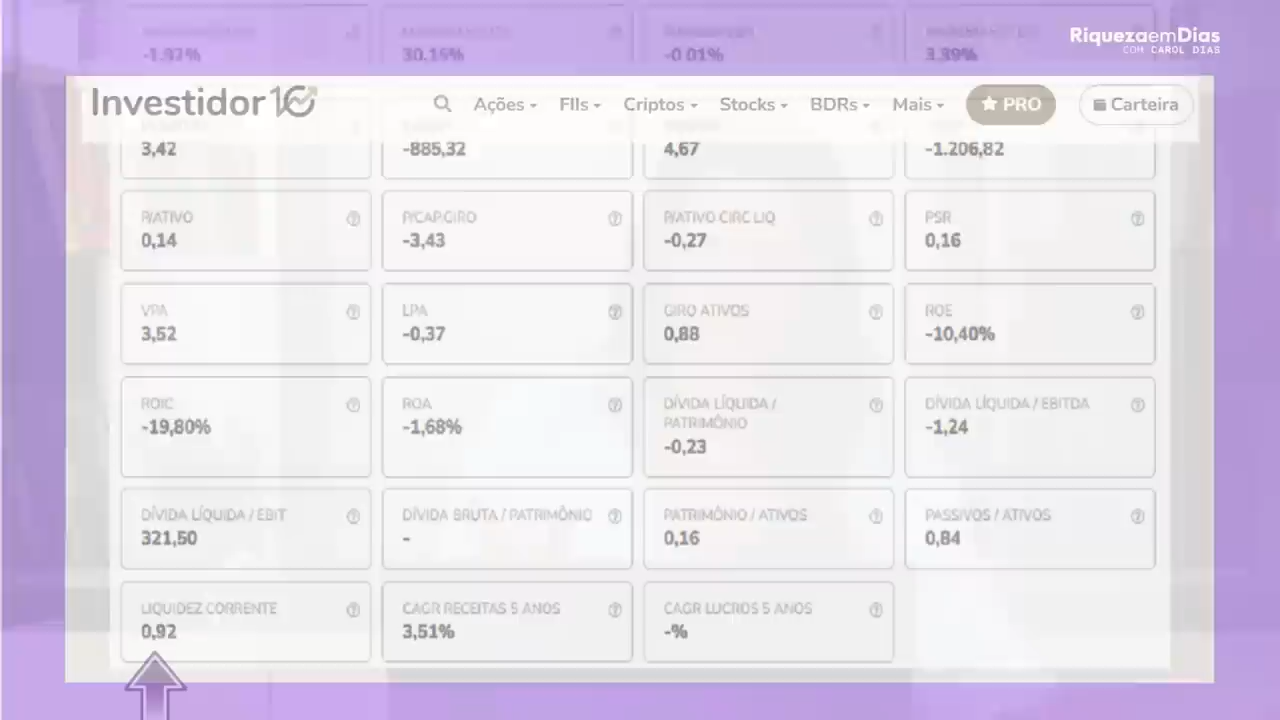 RiquezaemDias
COM CAROL DIAS
-1,92% 30,15% -0,01% 3,39%
Investidor10 Ações FIIs Criptos Stocks BDRs Mais PRO Carteira
3,42 -885,32 4,67 -1.206,82
P/ATIVO P/CAP.GIRO P/ATIVO CIRC LIQ PSR
0,14 -3,43 -0,27 0,16
VPA LPA GIRO ATIVOS ROE
3,52 -0,37 0,88 -10,40%
ROIC ROA DÍVIDA LÍQUIDA / DÍVIDA LÍQUIDA / EBITDA
-19,80% -1,68% PATRIMÔNIO -1,24
-0,23
DÍVIDA LÍQUIDA / EBIT DÍVIDA BRUTA / PATRIMÔNIO PATRIMÔNIO / ATIVOS PASSIVOS / ATIVOS
321,50 - 0,16 0,84
LIQUIDEZ CORRENTE CAGR RECEITAS 5 ANOS CAGR LUCROS 5 ANOS
0,92 3,51% -%